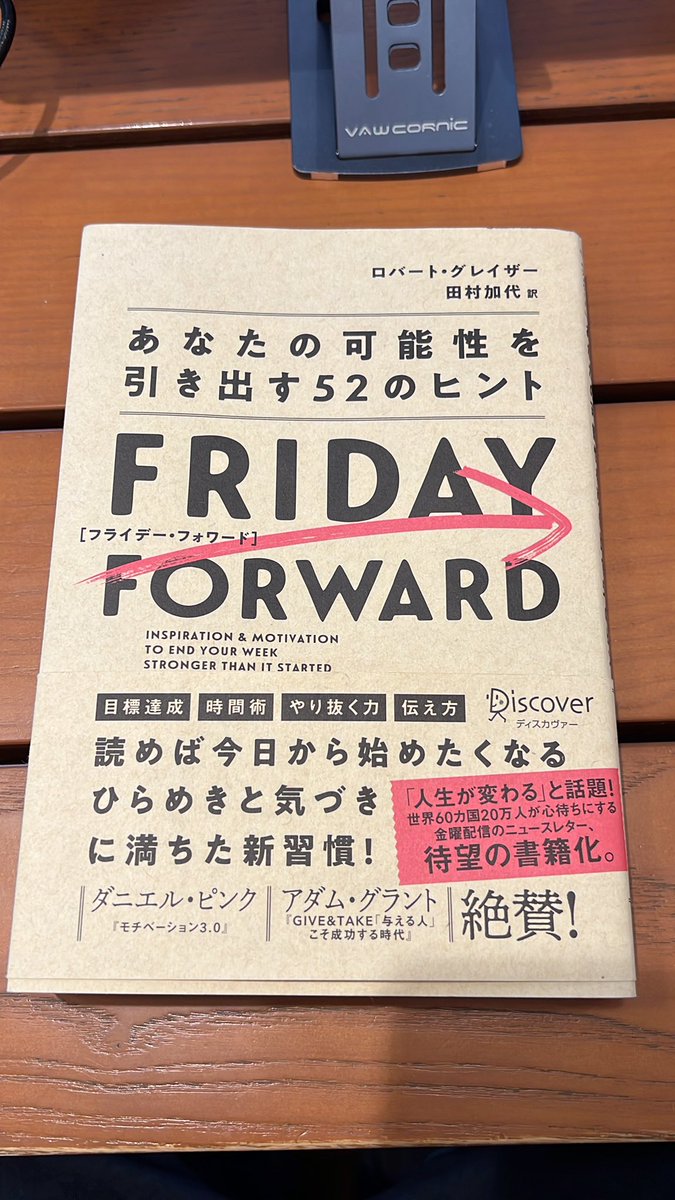 VAWCORNIC
ロバート・グレイザー
田村加代 訳
あなたの可能性を
引き出す52のヒント
FRIDAY
[フライデー・フォワード]
FORWARD
INSPIRATION & MOTIVATION
TO END YOUR WEEK
STRONGER THAN IT STARTED
目標達成 時間術 やり抜く力 伝え方
Discover
ディスカヴァー
読めば今日から始めたくなる
ひらめきと気づき
に満ちた新習慣!
「人生が変わる」と話題!
世界60カ国20万人が心待ちにする
金曜配信のニュースレター、
待望の書籍化。
ダニエル・ピンク
『モチベーション3.0』
アダム・グラント
『GIVE&TAKE「与える人」
こそ成功する時代』
絶賛!